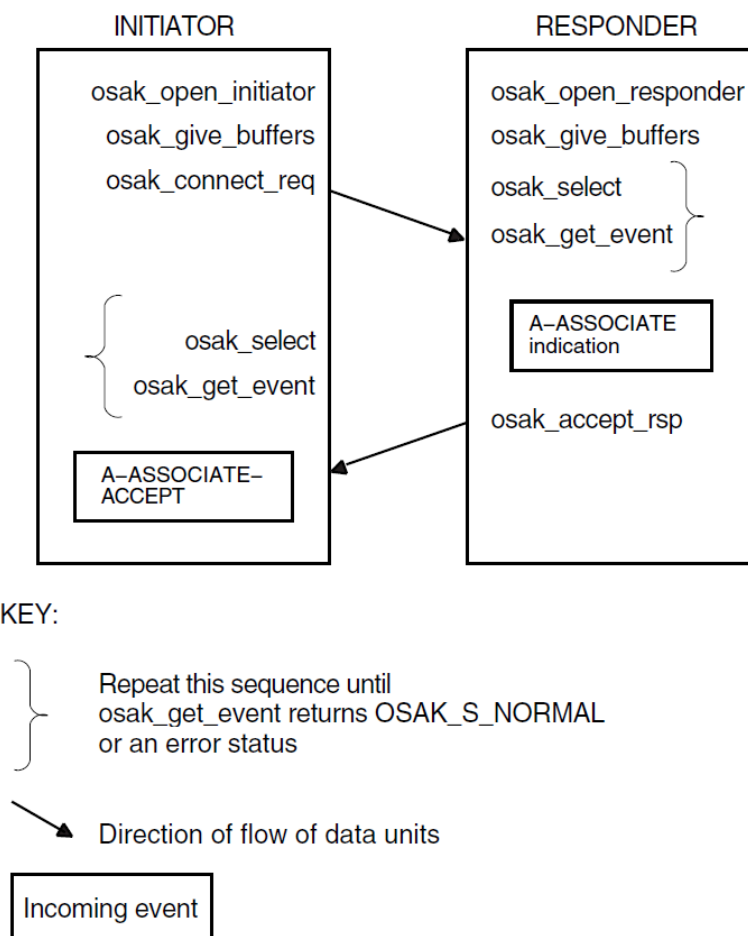 INITIATOR
osak_open_initiator
osak_give_buffers
osak_connect_req
osak_select
osak_get_event
A–ASSOCIATE–
ACCEPT
RESPONDER
osak_open_responder
osak_give_buffers
osak_select
osak_get_event
A–ASSOCIATE
indication
osak_accept_rsp
KEY:
Repeat this sequence until
osak_get_event returns OSAK_S_NORMAL
or an error status
Direction of flow of data units
Incoming event